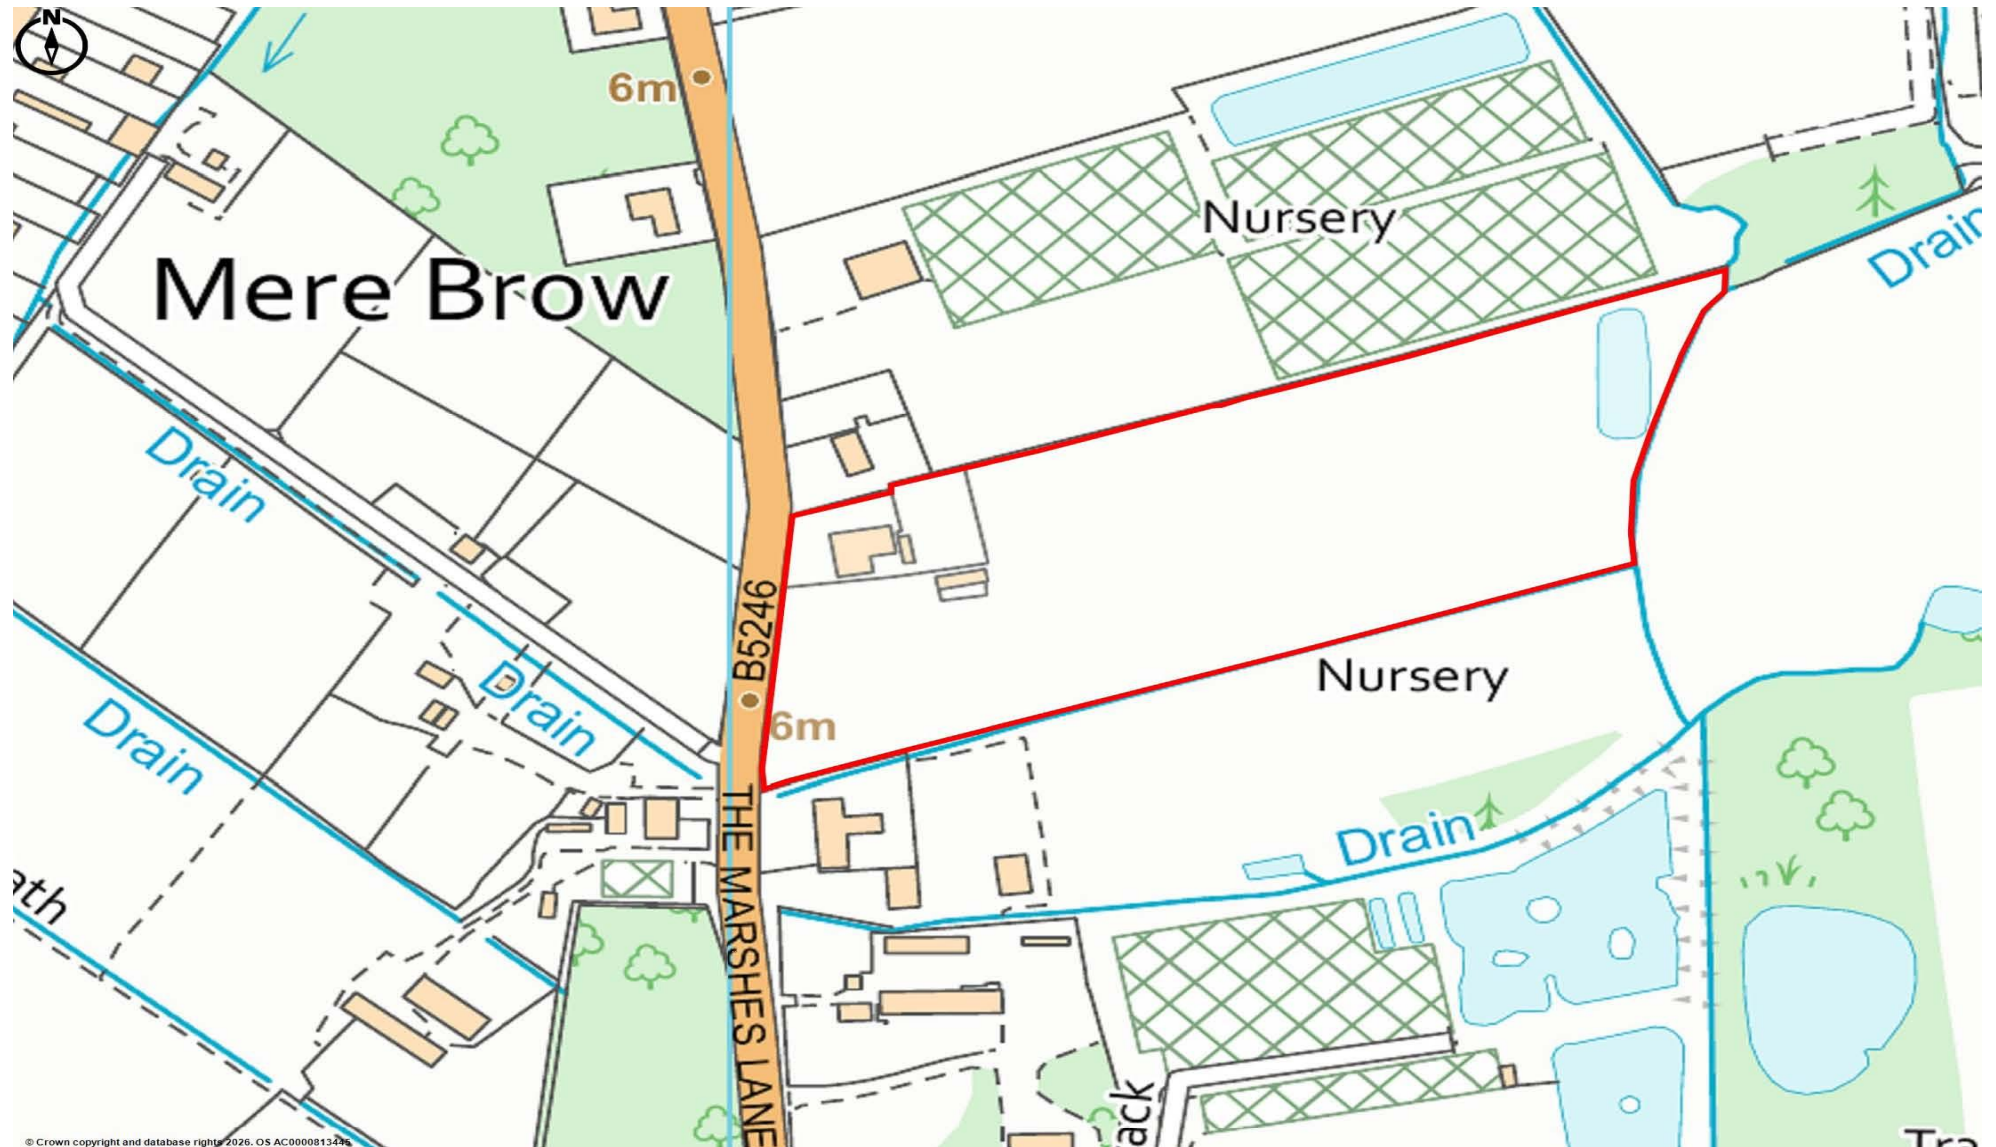 N
6m
Nursery
Drain
Mere Brow
Drain
B5246
Nursery
Drain
6m
Drain
THE MARSHES LANE
Drain
ath
ack
Tra
© Crown copyright and database rights 2026. OS AC0000813445